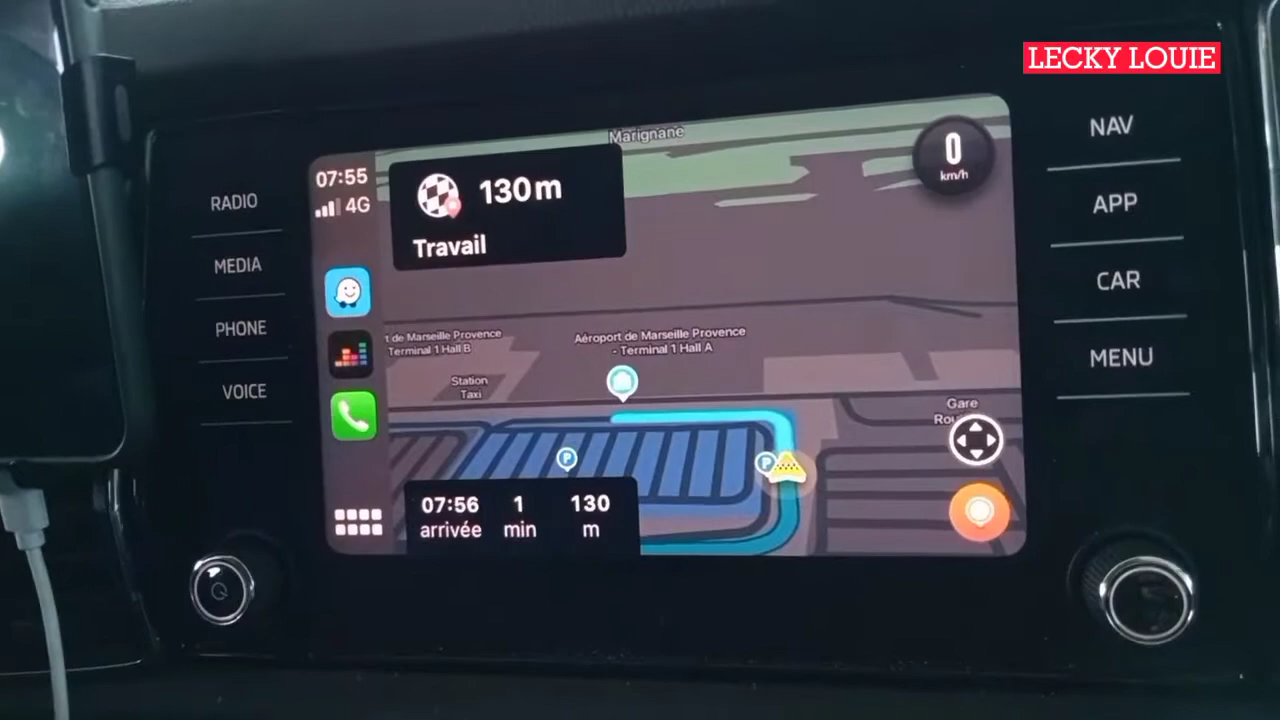 LECKY LOUIE
RADIO
MEDIA
PHONE
VOICE
07:55
4G
130 m
Travail
Marignane
0
km/h
t de Marseille Provence
Terminal 1 Hall B
Aéroport de Marseille Provence
- Terminal 1 Hall A
Station
Taxi
Gare
P
P
07:56 1 130
arrivée min m
NAV
APP
CAR
MENU